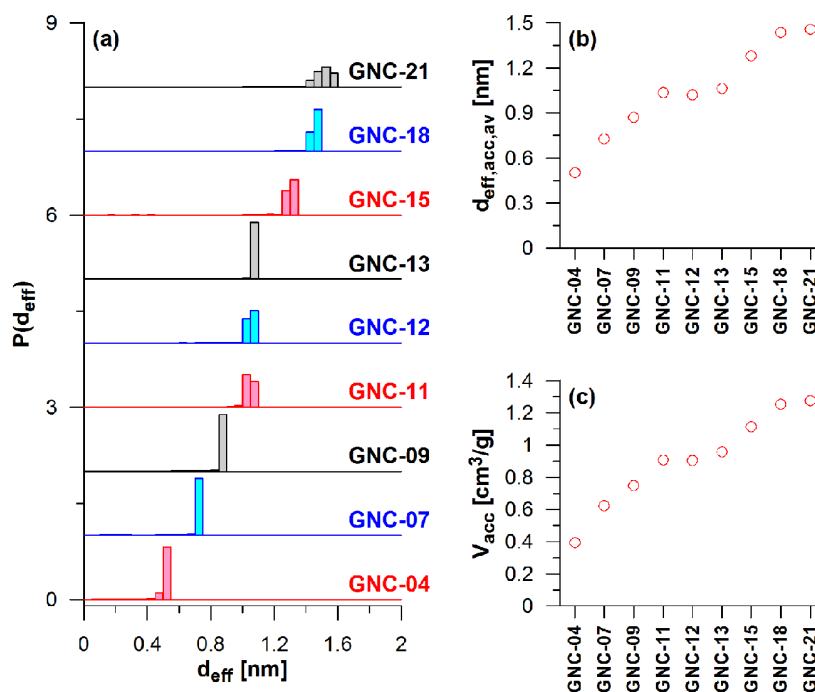 (a)
9
6
3
0
P(d_eff)
GNC-21
GNC-18
GNC-15
GNC-13
GNC-12
GNC-11
GNC-09
GNC-07
GNC-04
0 0.4 0.8 1.2 1.6 2
d_eff [nm]
(b)
1.5
1.2
0.9
0.6
0.3
0
d_eff,acc,av [nm]
GNC-04
GNC-07
GNC-09
GNC-11
GNC-12
GNC-13
GNC-15
GNC-18
GNC-21
(c)
1.4
1.2
1
0.8
0.6
0.4
0.2
0
V_acc [cm³/g]
GNC-04
GNC-07
GNC-09
GNC-11
GNC-12
GNC-13
GNC-15
GNC-18
GNC-21